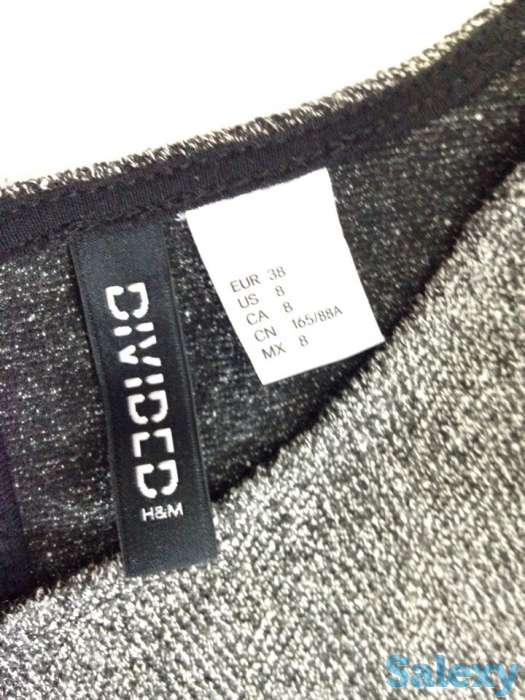 DIVIDED
H&M
EUR 38
US 8
CA 8
CN 165/88A
MX 8
Salexy